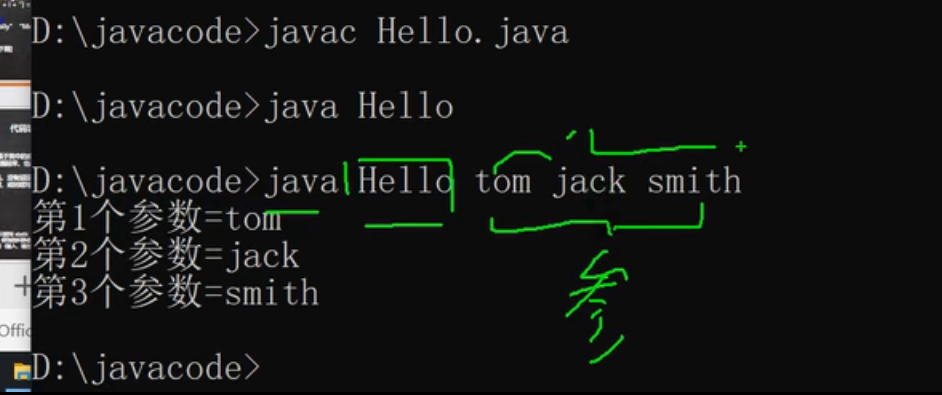 D:\javacode>javac Hello.java
D:\javacode>java Hello
D:\javacode>java Hello tom jack smith
第1个参数=tom
第2个参数=jack
第3个参数=smith
参
D:\javacode>